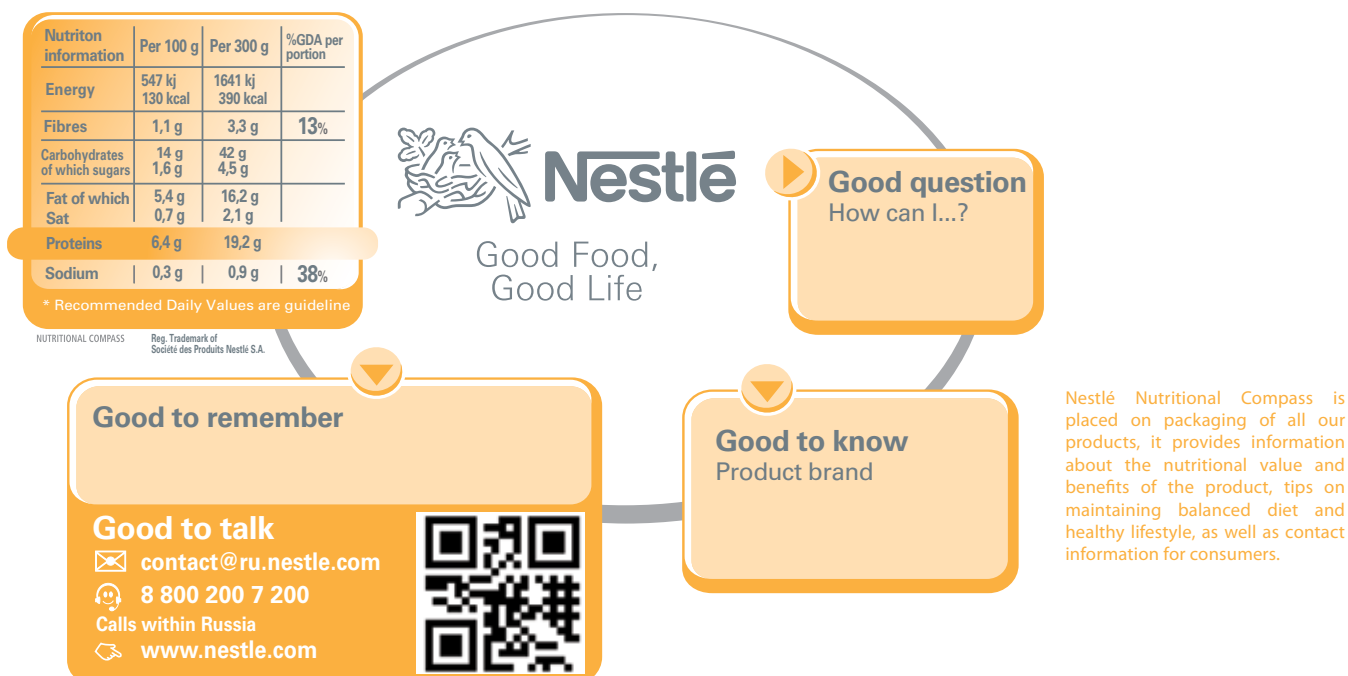 Nutriton information Per 100 g Per 300 g %GDA per portion
Energy 547 kj 130 kcal 1641 kj 390 kcal
Fibres 1,1 g 3,3 g 13%
Carbohydrates 14 g 42 g
of which sugars 1,6 g 4,5 g
Fat of which 5,4 g 16,2 g
Sat 0,7 g 2,1 g
Proteins 6,4 g 19,2 g
Sodium 0,3 g 0,9 g 38%
* Recommended Daily Values are guideline
NUTRITIONAL COMPASS
Reg. Trademark of
Société des Produits Nestlé S.A.
Nestlé
Good Food,
Good Life
Good question
How can I...?
Good to remember
Good to know
Product brand
Good to talk
contact@ru.nestle.com
8 800 200 7 200
Calls within Russia
www.nestle.com
Nestlé Nutritional Compass is
placed on packaging of all our
products, it provides information
about the nutritional value and
benefits of the product, tips on
maintaining balanced diet and
healthy lifestyle, as well as contact
information for consumers.